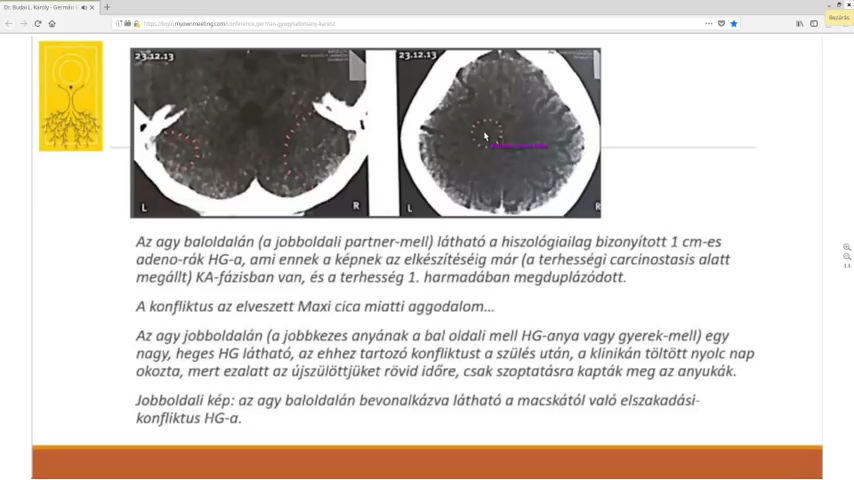 Dr. Budai L. Károly - Germán
https://login.myownmeeting.com/conference,german-gyogytudomany-kerasz
Bezárás
23.12.13
23.12.13
L
R
L
R
Az agy baloldalán (a jobboldali partner-mell) látható a hiszológiailag bizonyított 1 cm-es
adeno-rák HG-a, ami ennek a képnek az elkészítéséig már (a terhességi carcinostasis alatt
megállt) KA-fázisban van, és a terhesség 1. harmadában megduplázódott.
A konfliktus az elveszett Maxi cica miatti aggodalom...
Az agy jobboldalán (a jobbkezes anyának a bal oldali mell HG-anya vagy gyerek-mell) egy
nagy, heges HG látható, az ehhez tartozó konfliktust a szülés után, a klinikán töltött nyolc nap
okozta, mert ezalatt az újszülöttjüket rövid időre, csak szoptatásra kapták meg az anyukák.
Jobboldali kép: az agy baloldalán bevonalkázva látható a macskától való elszakadási-
konfliktus HG-a.
1:1